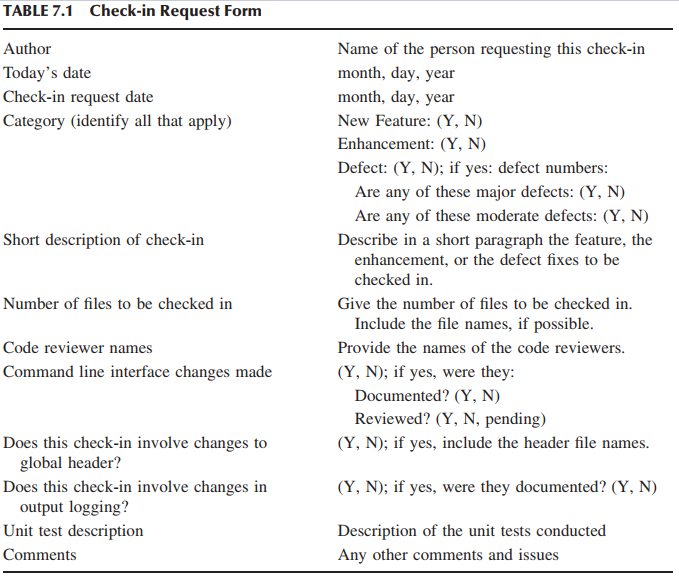 TABLE 7.1 Check-in Request Form
Author Name of the person requesting this check-in
Today’s date month, day, year
Check-in request date month, day, year
Category (identify all that apply) New Feature: (Y, N)
Enhancement: (Y, N)
Defect: (Y, N); if yes: defect numbers:
Are any of these major defects: (Y, N)
Are any of these moderate defects: (Y, N)
Short description of check-in Describe in a short paragraph the feature, the
enhancement, or the defect fixes to be
checked in.
Number of files to be checked in Give the number of files to be checked in.
Include the file names, if possible.
Code reviewer names Provide the names of the code reviewers.
Command line interface changes made (Y, N); if yes, were they:
Documented? (Y, N)
Reviewed? (Y, N, pending)
Does this check-in involve changes to (Y, N); if yes, include the header file names.
global header?
Does this check-in involve changes in (Y, N); if yes, were they documented? (Y, N)
output logging?
Unit test description Description of the unit tests conducted
Comments Any other comments and issues